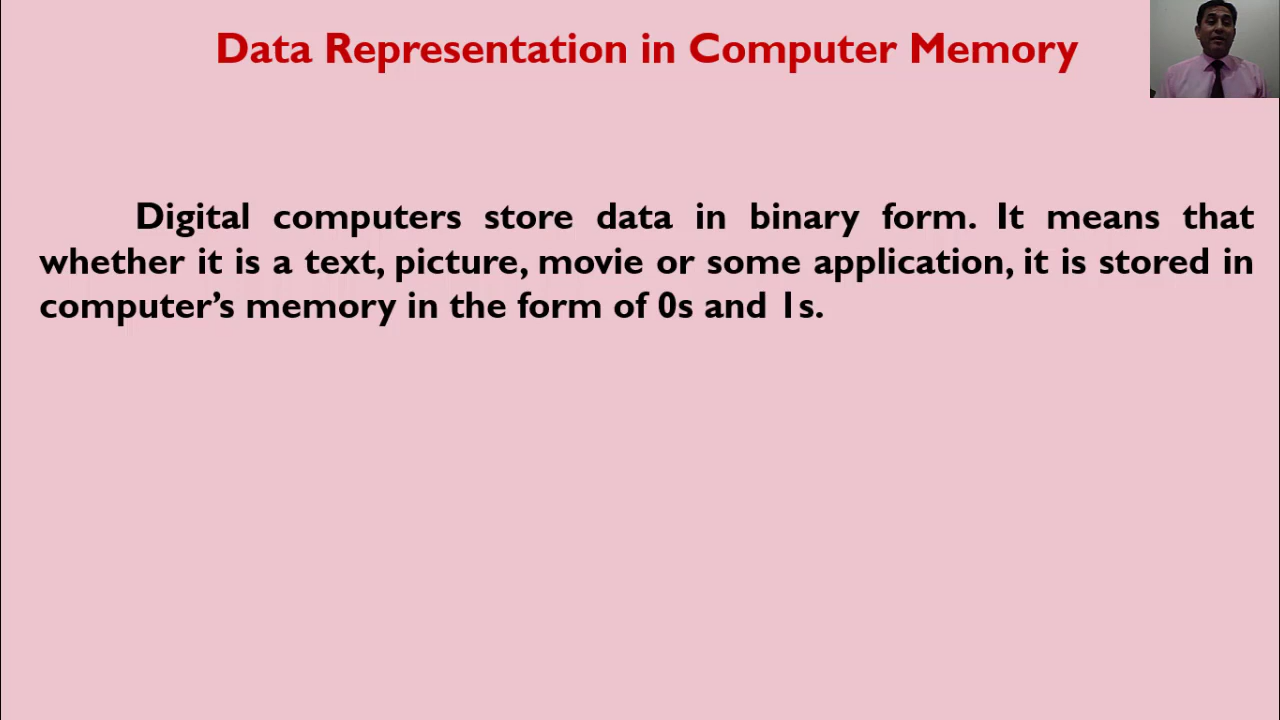 Data Representation in Computer Memory
Digital computers store data in binary form. It means that
whether it is a text, picture, movie or some application, it is stored in
computer’s memory in the form of 0s and 1s.